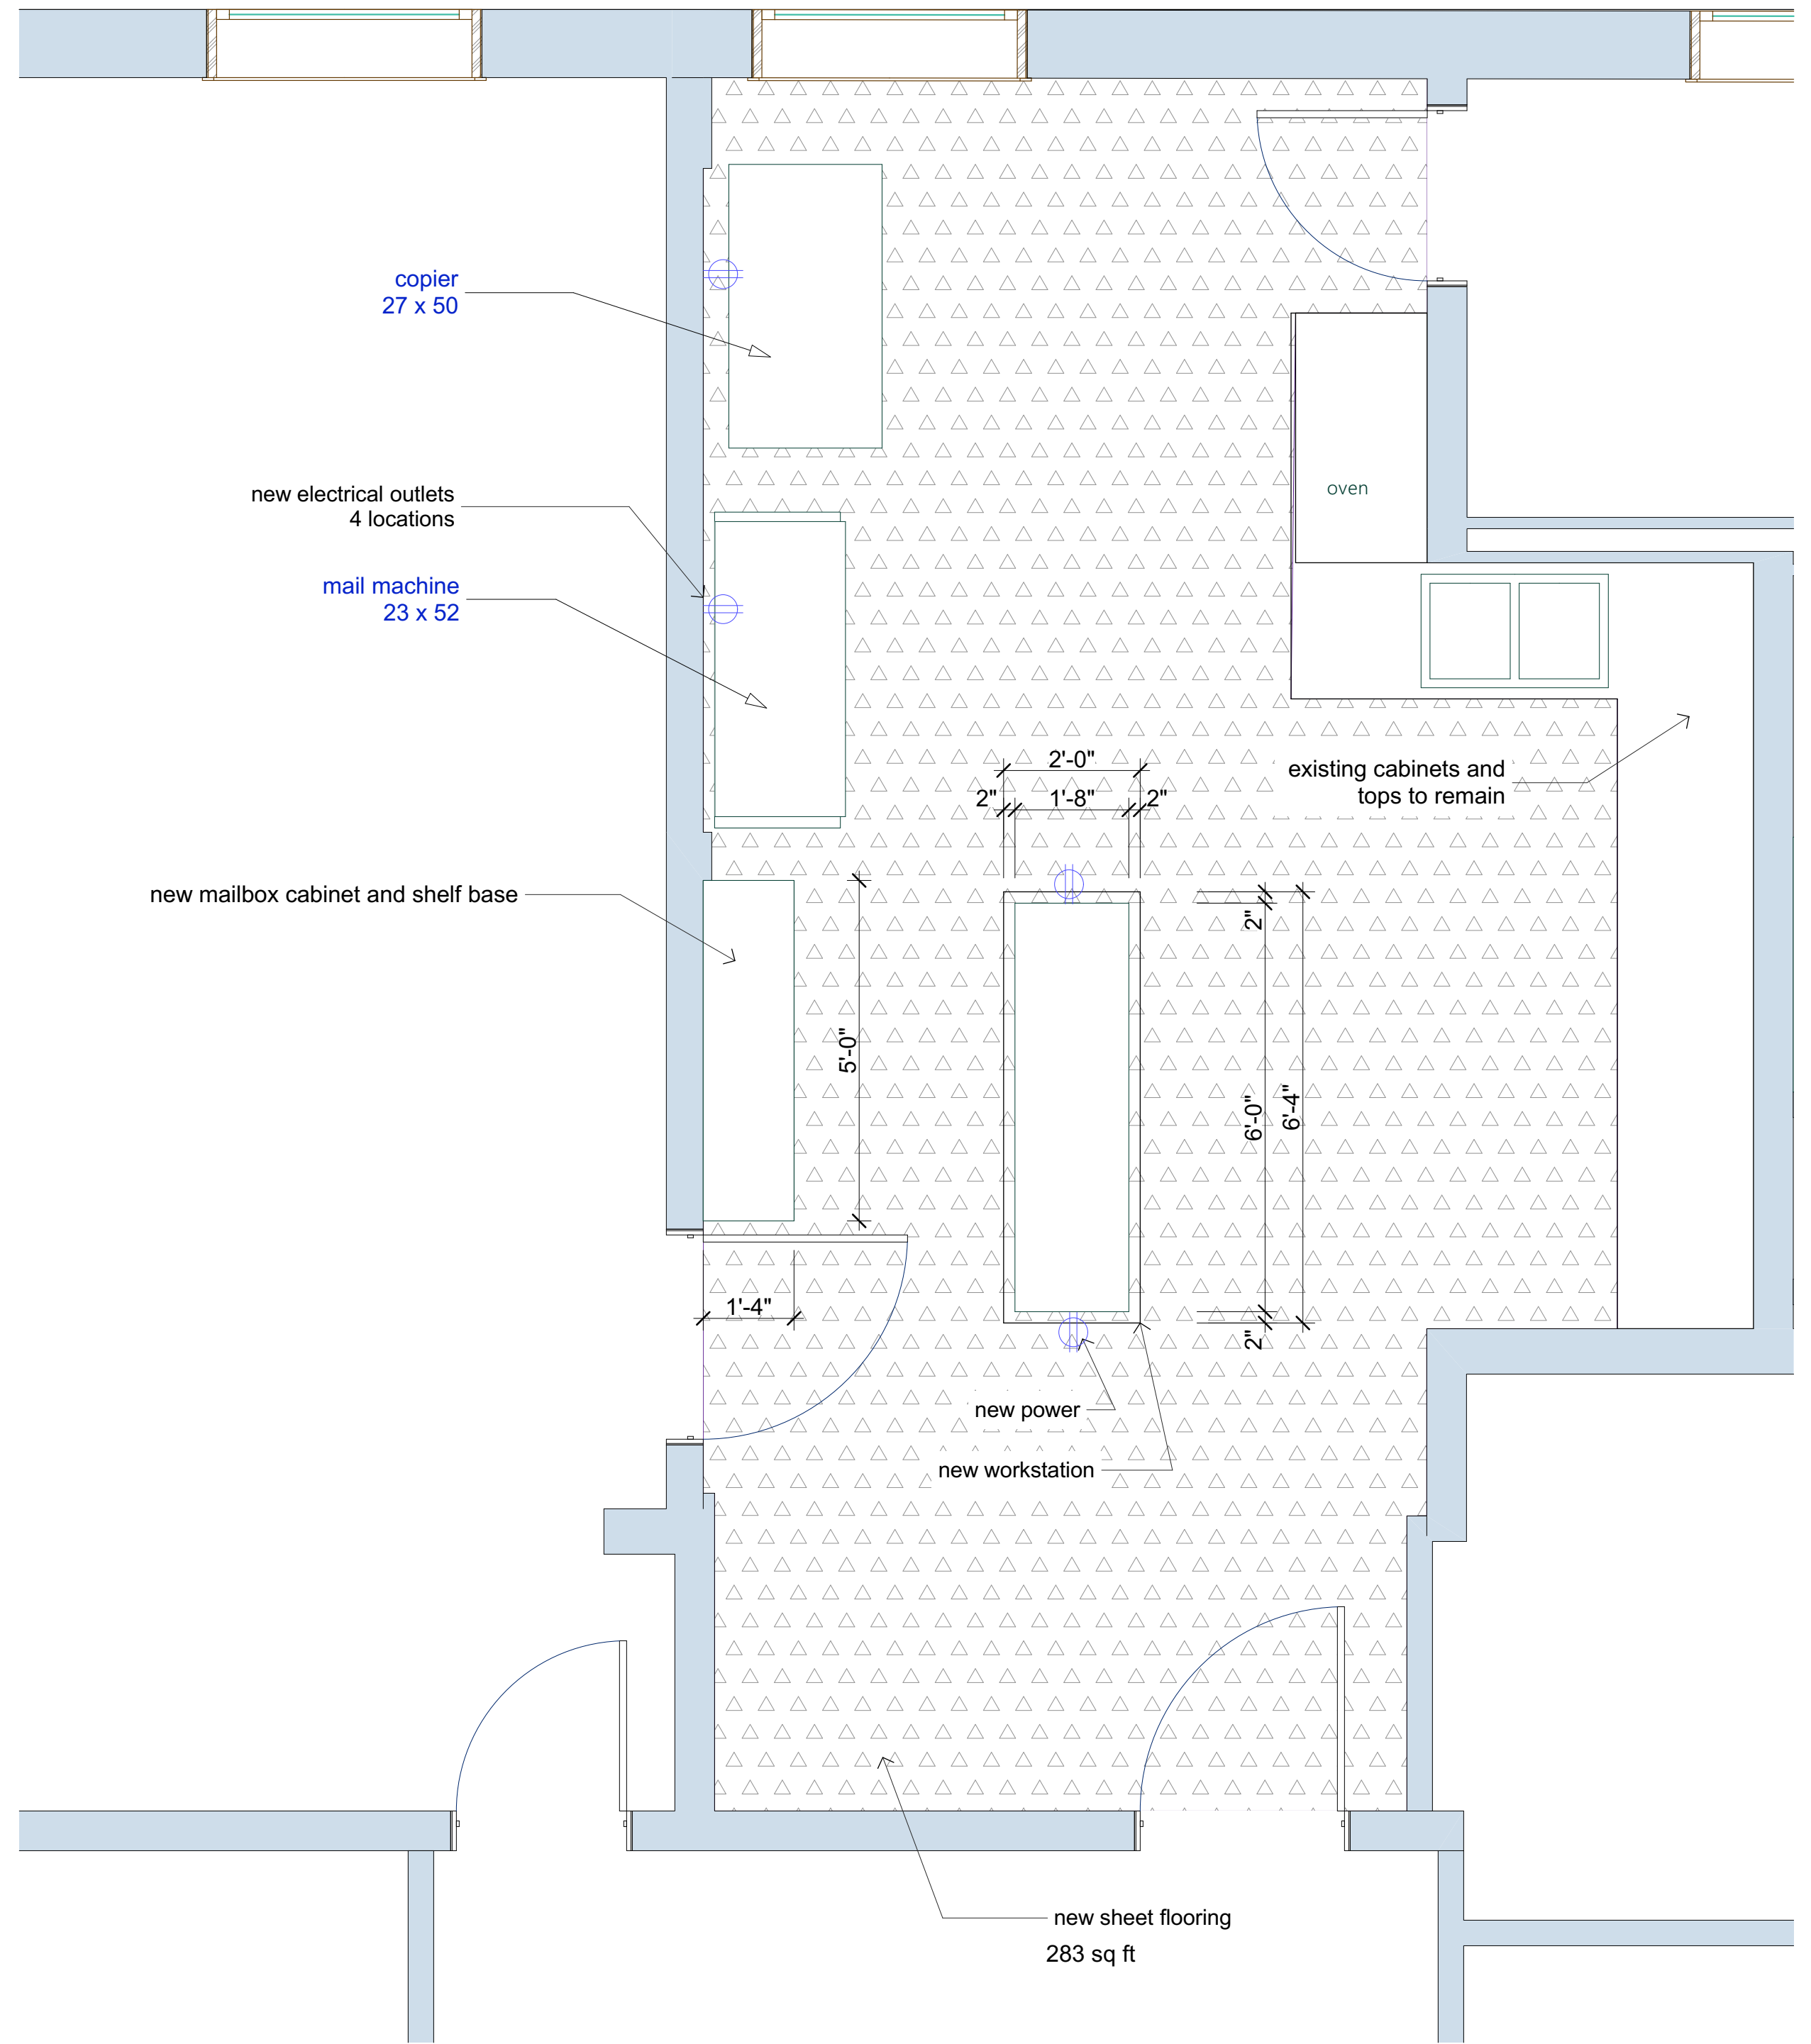 copier
27 x 50
oven
new electrical outlets
4 locations
mail machine
23 x 52
2'-0"
existing cabinets and
tops to remain
2"
1'-8"
2"
new mailbox cabinet and shelf base
2"
5'-0"
6'-0"
6'-4"
1'-4"
2"
new power
new workstation
new sheet flooring
283 sq ft